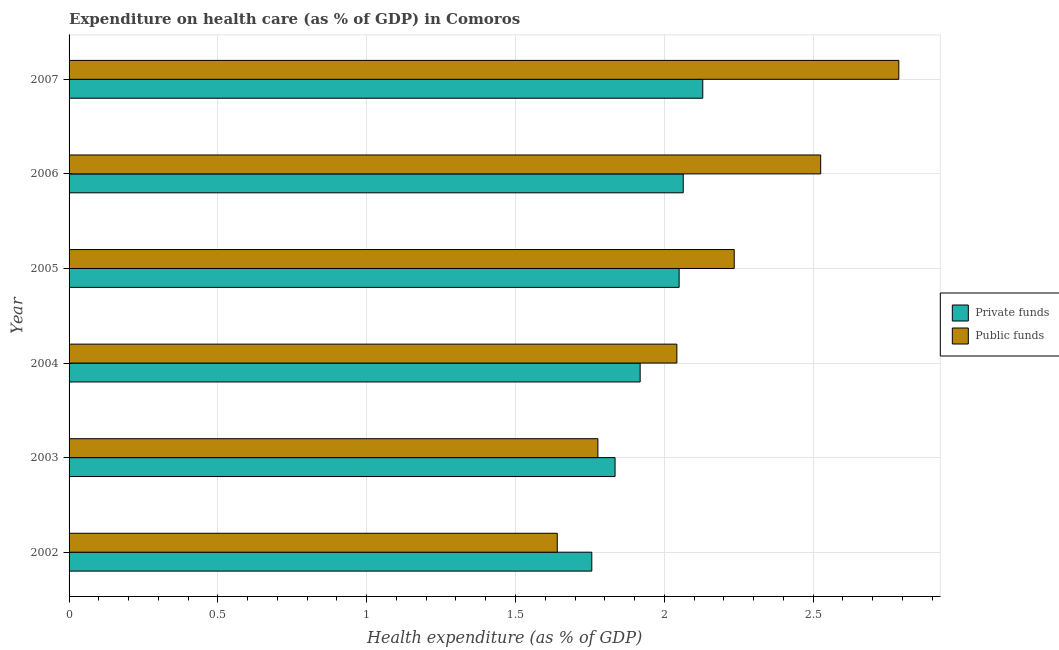 Expenditure on health care (as % of GDP) in Comoros
2007
2006
2005
2004
2003
2002
Year
0
0.5
1
1.5
2
2.5
Health expenditure (as % of GDP)
Private funds
Public funds